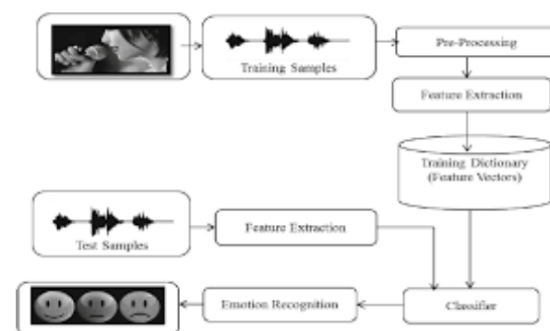 Training Samples
Pre-Processing
Feature Extraction
Training Dictionary
(Feature Vectors)
Test Samples
Feature Extraction
Emotion Recognition
Classifier